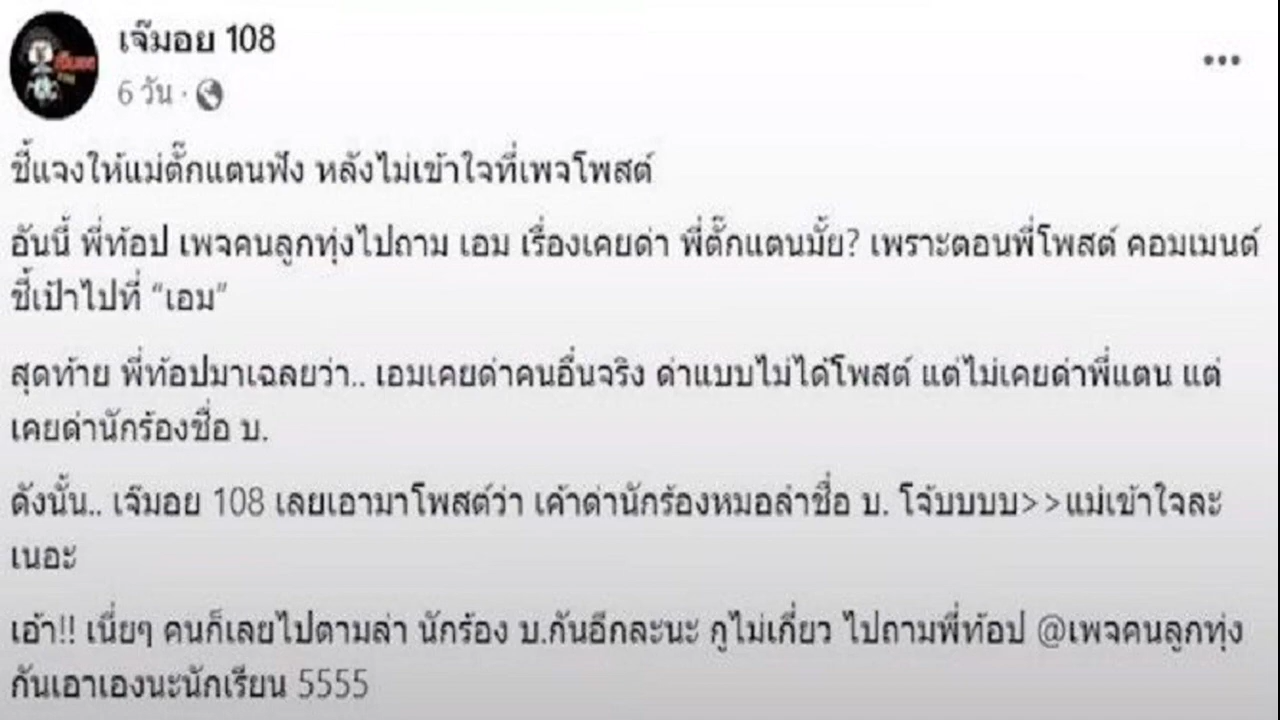 เจ๊มอย 108
6 วัน ·
ชี้แจงให้แม่ตั๊กแตนฟัง หลังไม่เข้าใจที่เพจโพสต์
อันนี้ พี่ท้อป เพจคนลูกทุ่งไปถาม เอม เรื่องเคยด่า พี่ตั๊กแตนมั้ย? เพราะตอนพี่โพสต์ คอมเมนต์
ชี้เป้าไปที่ “เอม”
สุดท้าย พี่ท้อปมาเฉลยว่า.. เอมเคยด่าคนอื่นจริง ด่าแบบไม่ได้โพสต์ แต่ไม่เคยด่าพี่แตน แต่
เคยด่านักร้องชื่อ บ.
ดังนั้น.. เจ๊มอย 108 เลยเอามาโพสต์ว่า เค้าด่านักร้องหมอลำชื่อ บ. โจ้บบบบ>>แม่เข้าใจละ
เนอะ
เอ้า!! เนี่ยๆ คนก็เลยไปตามล่า นักร้อง บ.กันอีกละนะ กูไม่เกี่ยว ไปถามพี่ท้อป @เพจคนลูกทุ่ง
กันเอาเองนะนักเรียน 5555